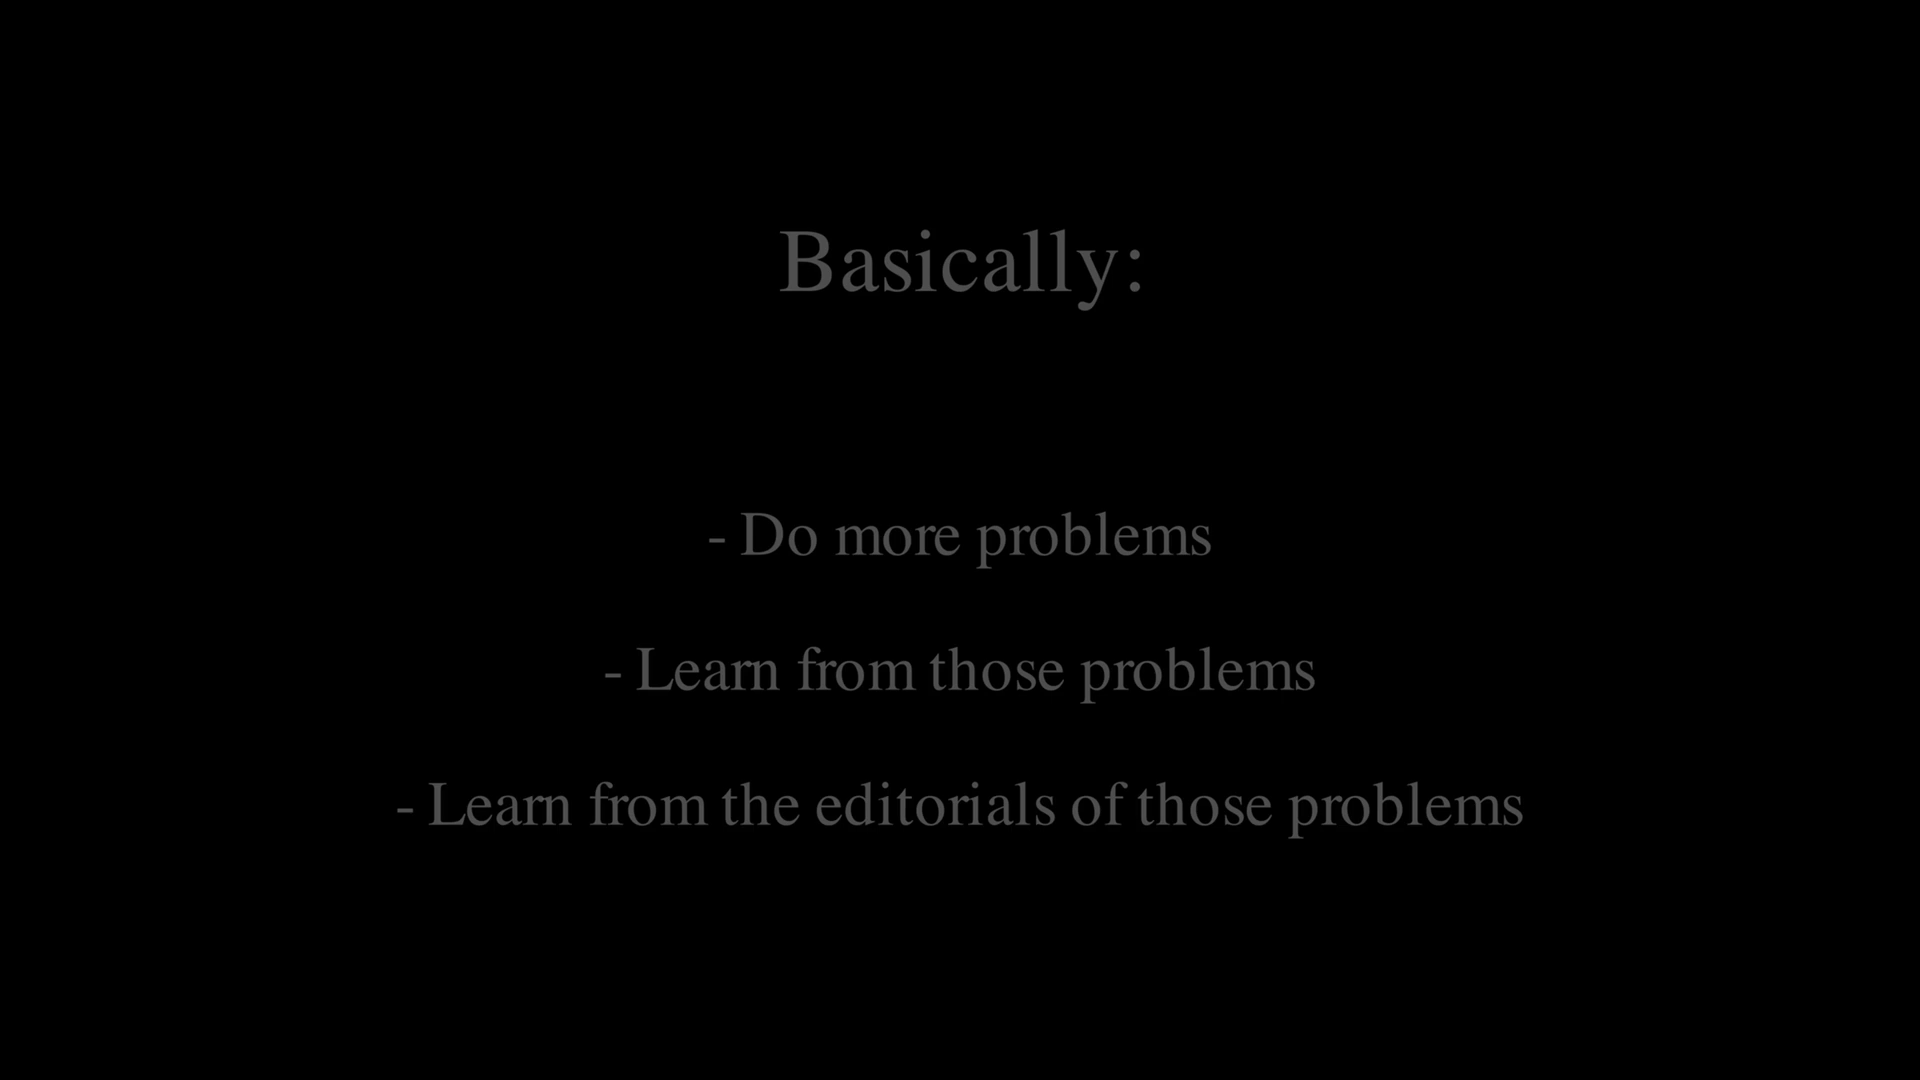 Basically:
- Do more problems
- Learn from those problems
- Learn from the editorials of those problems